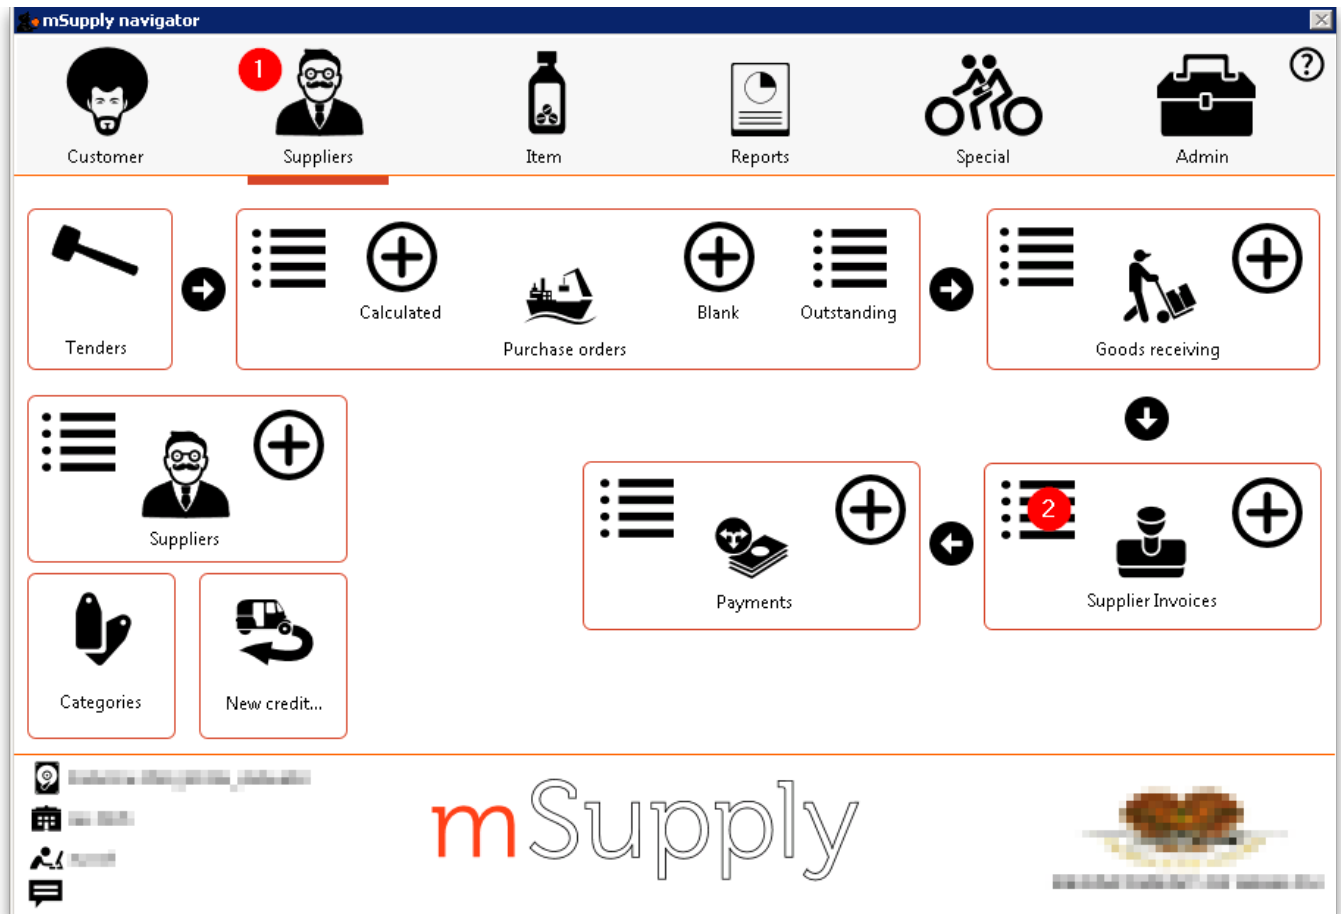 mSupply navigator
1
?
Customer
Suppliers
Item
Reports
Special
Admin
Tenders
Calculated
Blank
Outstanding
Purchase orders
Goods receiving
Suppliers
2
Payments
Supplier Invoices
Categories
New credit...
mSupply